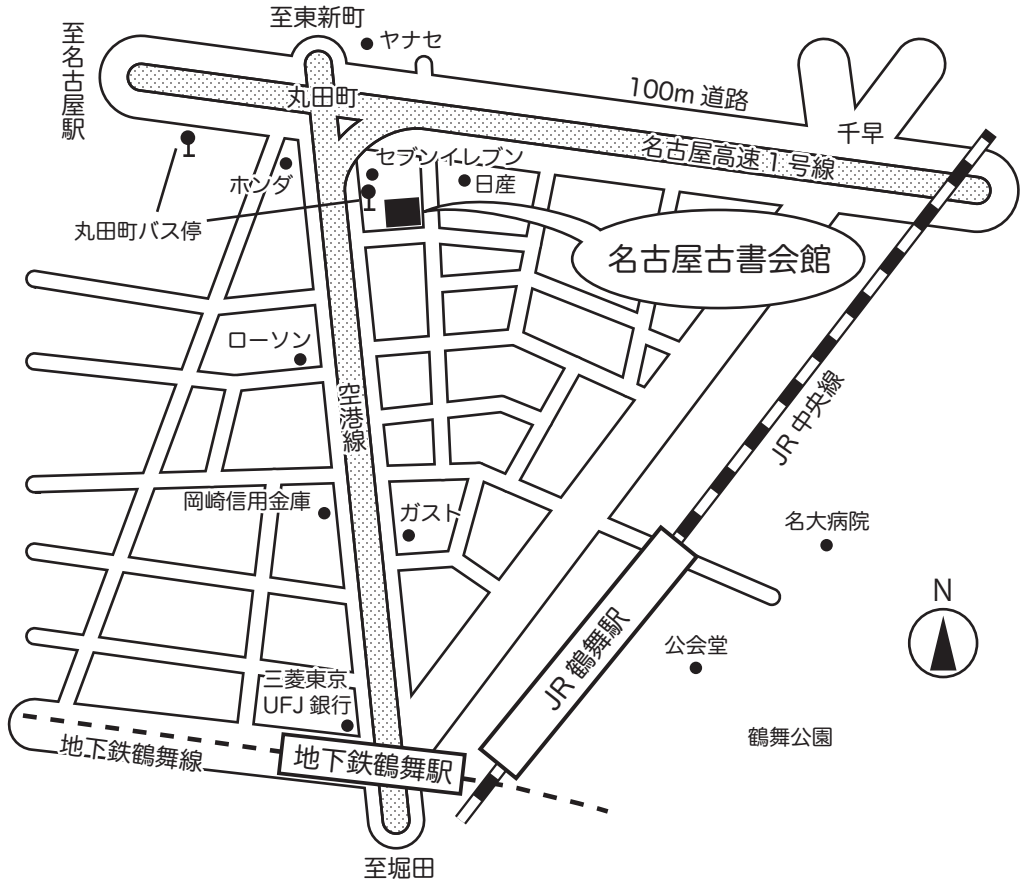 至東新町
ヤナセ
至名古屋駅
丸田町
100m 道路
千早
名古屋高速1号線
セブンイレブン
日産
ホンダ
丸田町バス停
名古屋古書会館
ローソン
空港線
JR 中央線
岡崎信用金庫
ガスト
名大病院
N
JR 鶴舞駅
公会堂
三菱東京
UFJ 銀行
鶴舞公園
地下鉄鶴舞線
地下鉄鶴舞駅
至堀田